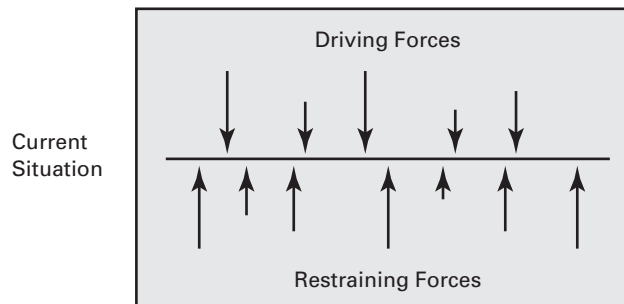 Driving Forces
Current
Situation
Restraining Forces